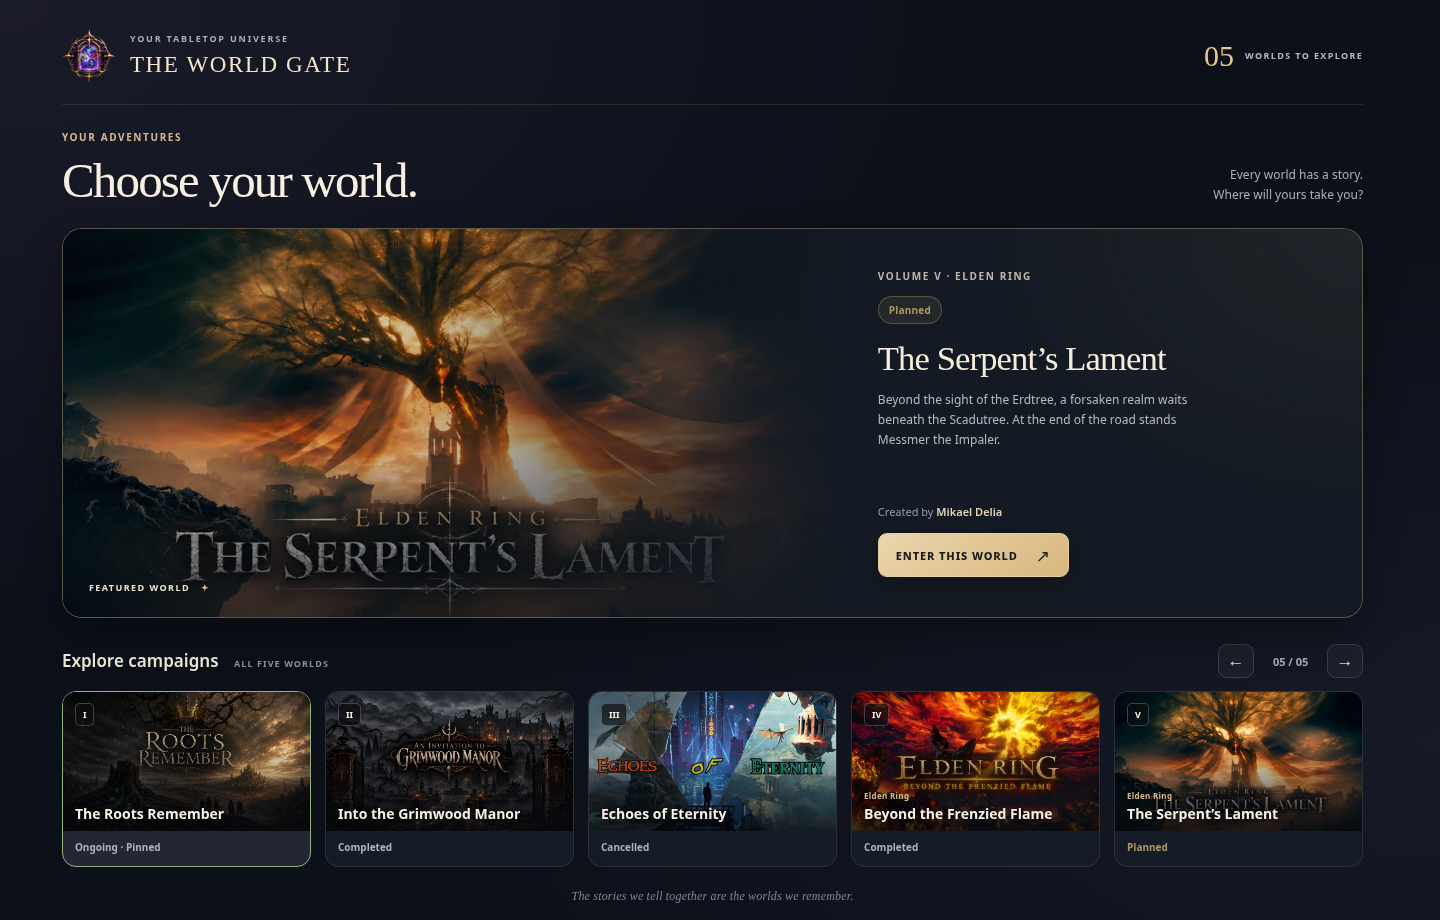 YOUR TABLETOP UNIVERSE
THE WORLD GATE
05 WORLDS TO EXPLORE
YOUR ADVENTURES
Choose your world.
Every world has a story.
Where will yours take you?
ELDEN RING
THE SERPENT'S LAMENT
FEATURED WORLD
VOLUME V · ELDEN RING
Planned
The Serpent’s Lament
Beyond the sight of the Erdtree, a forsaken realm waits
beneath the Scadutree. At the end of the road stands
Messmer the Impaler.
Created by Mikael Delia
ENTER THIS WORLD ↗
Explore campaigns ALL FIVE WORLDS
← 05 / 05 →
I
THE
ROOTS
REMEMBER
The Roots Remember
Ongoing · Pinned
II
AN INVITATION TO
GRIMWOOD MANOR
Into the Grimwood Manor
Completed
III
ECHOES OF ETERNITY
Echoes of Eternity
Cancelled
IV
ELDEN RING
BEYOND THE FRENZIED FLAME
Elden Ring
Beyond the Frenzied Flame
Completed
V
ELDEN RING
THE SERPENT'S LAMENT
Elden Ring
The Serpent’s Lament
Planned
The stories we tell together are the worlds we remember.